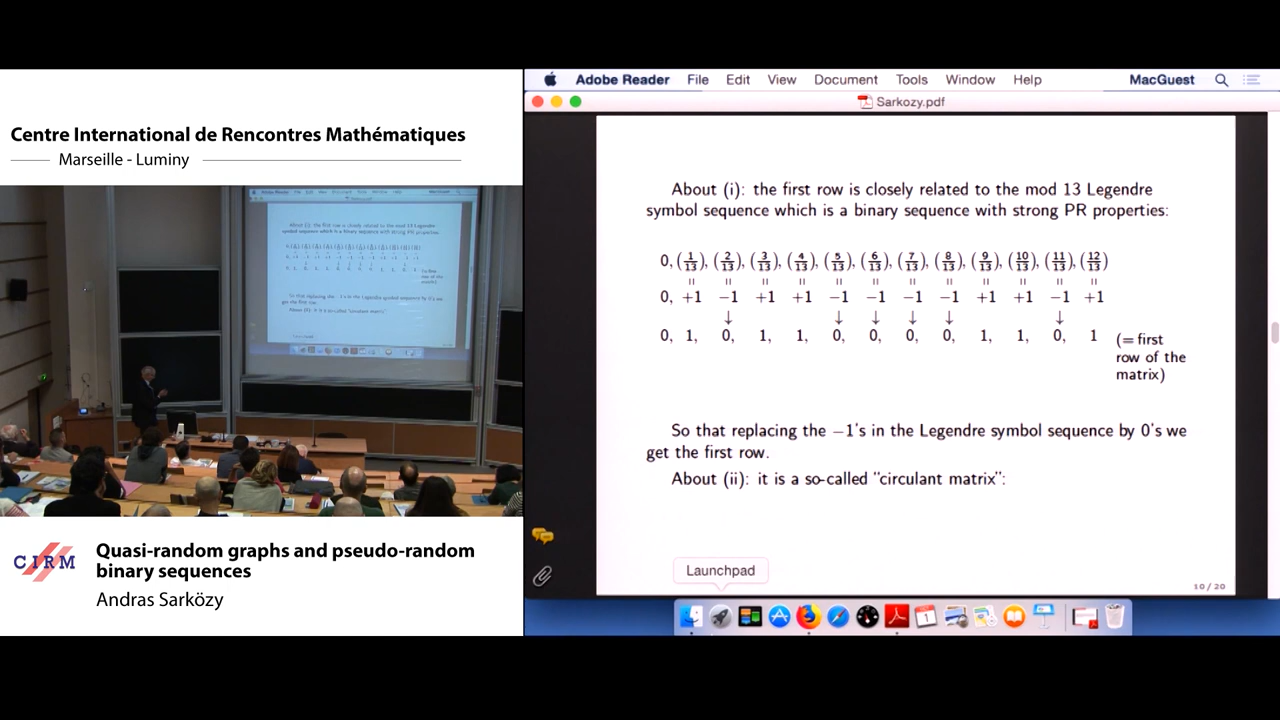 Centre International de Rencontres Mathématiques
Marseille - Luminy
CIRM
Quasi-random graphs and pseudo-random
binary sequences
Andras Sarközy
Adobe Reader File Edit View Document Tools Window Help MacGuest
Sarkozy.pdf
About (i): the first row is closely related to the mod 13 Legendre
symbol sequence which is a binary sequence with strong PR properties:
0, (1/13), (2/13), (3/13), (4/13), (5/13), (6/13), (7/13), (8/13), (9/13), (10/13), (11/13), (12/13)
= = = = = = = = = = = =
0, +1 −1 +1 +1 −1 −1 −1 −1 +1 +1 −1 +1
↓ ↓ ↓ ↓ ↓ ↓
0, 1, 0, 1, 1, 0, 0, 0, 0, 1, 1, 0, 1 (= first
row of the
matrix)
So that replacing the −1's in the Legendre symbol sequence by 0's we
get the first row.
About (ii): it is a so-called "circulant matrix":
Launchpad
10 / 20